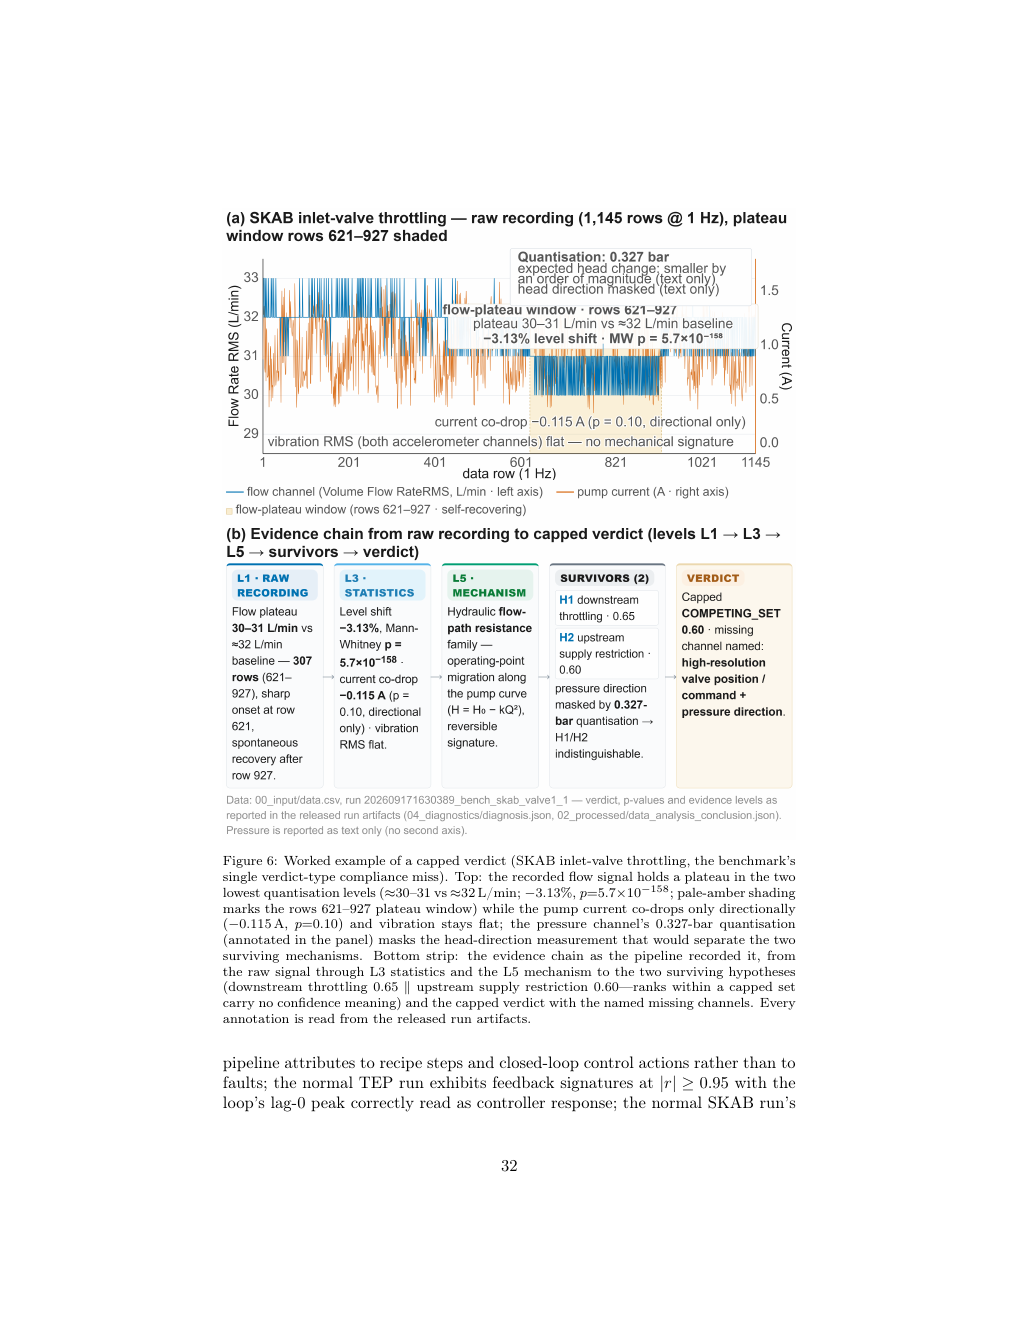 (a) SKAB inlet-valve throttling — raw recording (1,145 rows @ 1 Hz), plateau
window rows 621–927 shaded
Quantisation: 0.327 bar
expected head change: smaller by
an order of magnitude (text only)
head direction masked (text only)
flow-plateau window · rows 621–927
plateau 30–31 L/min vs ≈32 L/min baseline
−3.13% level shift · MW p = 5.7×10⁻¹⁵⁸
current co-drop −0.115 A (p = 0.10, directional only)
vibration RMS (both accelerometer channels) flat — no mechanical signature
Flow Rate RMS (L/min)
33
32
31
30
29
1.5
1.0
0.5
0.0
Current (A)
1 201 401 601 821 1021 1145
data row (1 Hz)
flow channel (Volume Flow RateRMS, L/min · left axis) pump current (A · right axis)
flow-plateau window (rows 621–927 · self-recovering)
(b) Evidence chain from raw recording to capped verdict (levels L1 → L3 →
L5 → survivors → verdict)
L1 · RAW
RECORDING
Flow plateau
30–31 L/min vs
≈32 L/min
baseline — 307
rows (621–
927), sharp
onset at row
621,
spontaneous
recovery after
row 927.
→
L3 ·
STATISTICS
Level shift
−3.13%, Mann-
Whitney p =
5.7×10⁻¹⁵⁸ ·
current co-drop
−0.115 A (p =
0.10, directional
only) · vibration
RMS flat.
→
L5 ·
MECHANISM
Hydraulic flow-
path resistance
family —
operating-point
migration along
the pump curve
(H = H₀ − kQ²),
reversible
signature.
→
SURVIVORS (2)
H1 downstream
throttling · 0.65
H2 upstream
supply restriction ·
0.60
pressure direction
masked by 0.327-
bar quantisation →
H1/H2
indistinguishable.
→
VERDICT
Capped
COMPETING_SET
0.60 · missing
channel named:
high-resolution
valve position /
command +
pressure direction.
Data: 00_input/data.csv, run 202609171630389_bench_skab_valve1_1 — verdict, p-values and evidence levels as
reported in the released run artifacts (04_diagnostics/diagnosis.json, 02_processed/data_analysis_conclusion.json).
Pressure is reported as text only (no second axis).
Figure 6: Worked example of a capped verdict (SKAB inlet-valve throttling, the benchmark's
single verdict-type compliance miss). Top: the recorded flow signal holds a plateau in the two
lowest quantisation levels (≈30–31 vs ≈32 L/min; −3.13%, p=5.7×10⁻¹⁵⁸; pale-amber shading
marks the rows 621–927 plateau window) while the pump current co-drops only directionally
(−0.115 A, p=0.10) and vibration stays flat; the pressure channel's 0.327-bar quantisation
(annotated in the panel) masks the head-direction measurement that would separate the two
surviving mechanisms. Bottom strip: the evidence chain as the pipeline recorded it, from
the raw signal through L3 statistics and the L5 mechanism to the two surviving hypotheses
(downstream throttling 0.65 ∥ upstream supply restriction 0.60—ranks within a capped set
carry no confidence meaning) and the capped verdict with the named missing channels. Every
annotation is read from the released run artifacts.
pipeline attributes to recipe steps and closed-loop control actions rather than to
faults; the normal TEP run exhibits feedback signatures at |r| ≥ 0.95 with the
loop's lag-0 peak correctly read as controller response; the normal SKAB run's
32